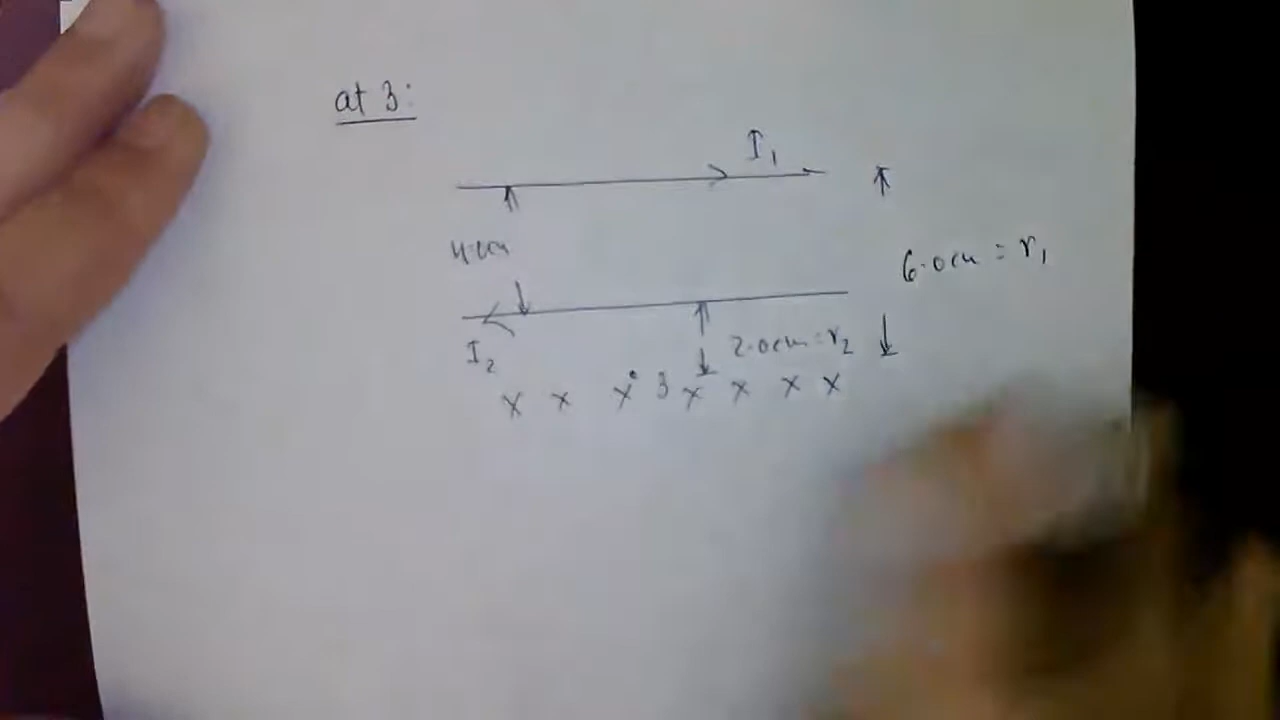 at 3:
I₁
4cm
6.0cm = r₁
I₂
2.0cm = r₂
x x x 3 x x x x